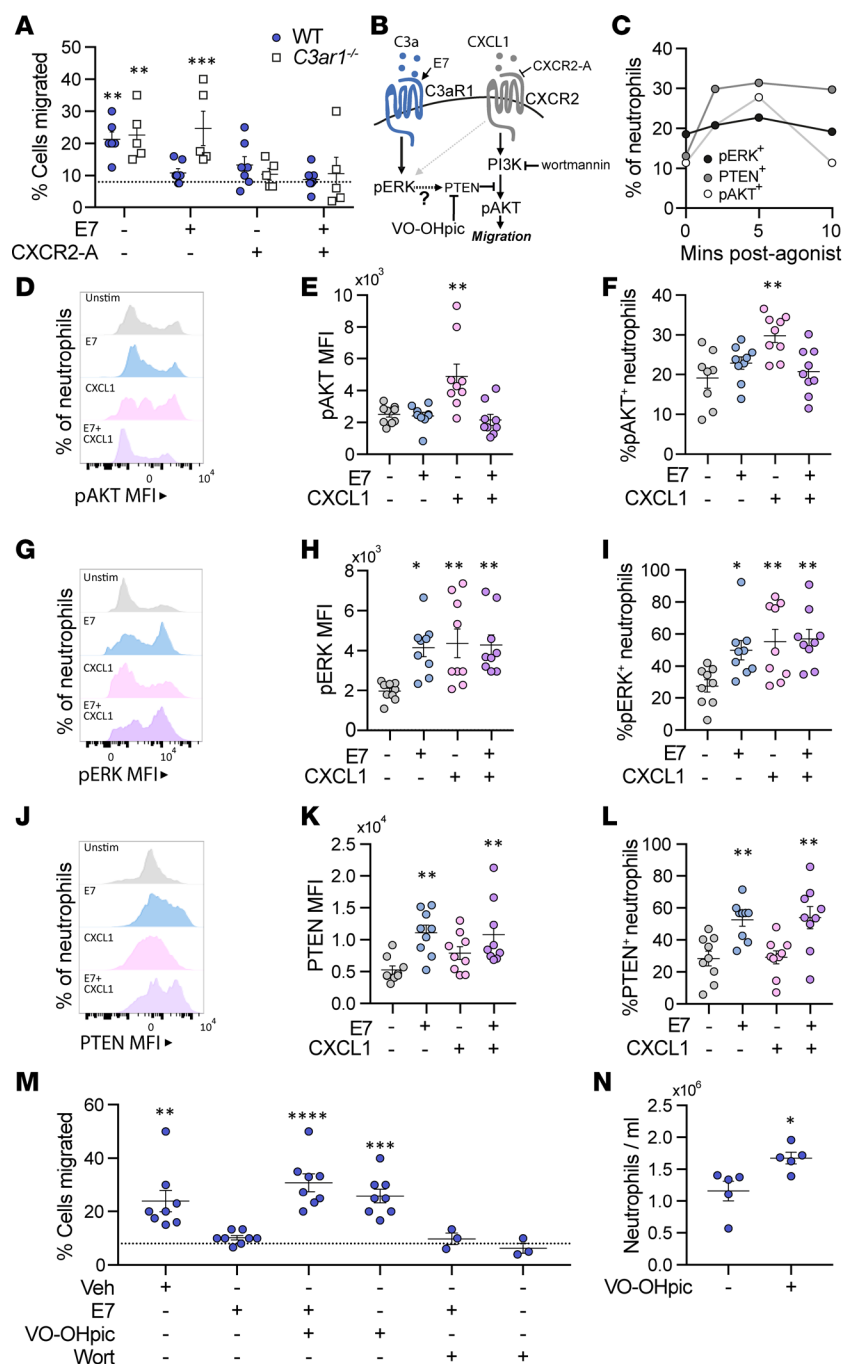 A
% Cells migrated
50
40
30
20
10
0
WT
C3ar1-/-
**
**
***
E7
-
+
-
+
CXCR2-A
-
-
+
+
B
C3a
CXCL1
E7
CXCR2-A
C3aR1
CXCR2
PI3K
wortmannin
pERK
?
PTEN
pAKT
VO-OHpic
Migration
C
% of neutrophils
40
30
20
10
0
pERK+
PTEN+
pAKT+
0
5
10
Mins post-agonist
D
% of neutrophils
Unstim
E7
CXCL1
E7+
CXCL1
0
10⁴
pAKT MFI ▸
E
x10³
pAKT MFI
10
8
6
4
2
0
**
E7
-
+
-
+
CXCL1
-
-
+
+
F
%pAKT+ neutrophils
40
30
20
10
0
**
E7
-
+
-
+
CXCL1
-
-
+
+
G
% of neutrophils
Unstim
E7
CXCL1
E7+
CXCL1
0
10⁴
pERK MFI ▸
H
x10³
pERK MFI
8
6
4
2
0
*
**
**
E7
-
+
-
+
CXCL1
-
-
+
+
I
%pERK+ neutrophils
100
80
60
40
20
0
*
**
**
E7
-
+
-
+
CXCL1
-
-
+
+
J
% of neutrophils
Unstim
E7
CXCL1
E7+
CXCL1
0
10⁴
PTEN MFI ▸
K
x10⁴
PTEN MFI
2.5
2.0
1.5
1.0
0.5
0.0
**
**
E7
-
+
-
+
CXCL1
-
-
+
+
L
%PTEN+ neutrophils
100
80
60
40
20
0
**
**
E7
-
+
-
+
CXCL1
-
-
+
+
M
% Cells migrated
60
40
20
0
**
****
***
Veh
+
-
-
-
-
-
E7
-
+
+
-
+
-
VO-OHpic
-
-
+
+
-
-
Wort
-
-
-
-
+
+
N
x10⁶
Neutrophils / ml
2.5
2.0
1.5
1.0
0.5
0.0
*
VO-OHpic
-
+